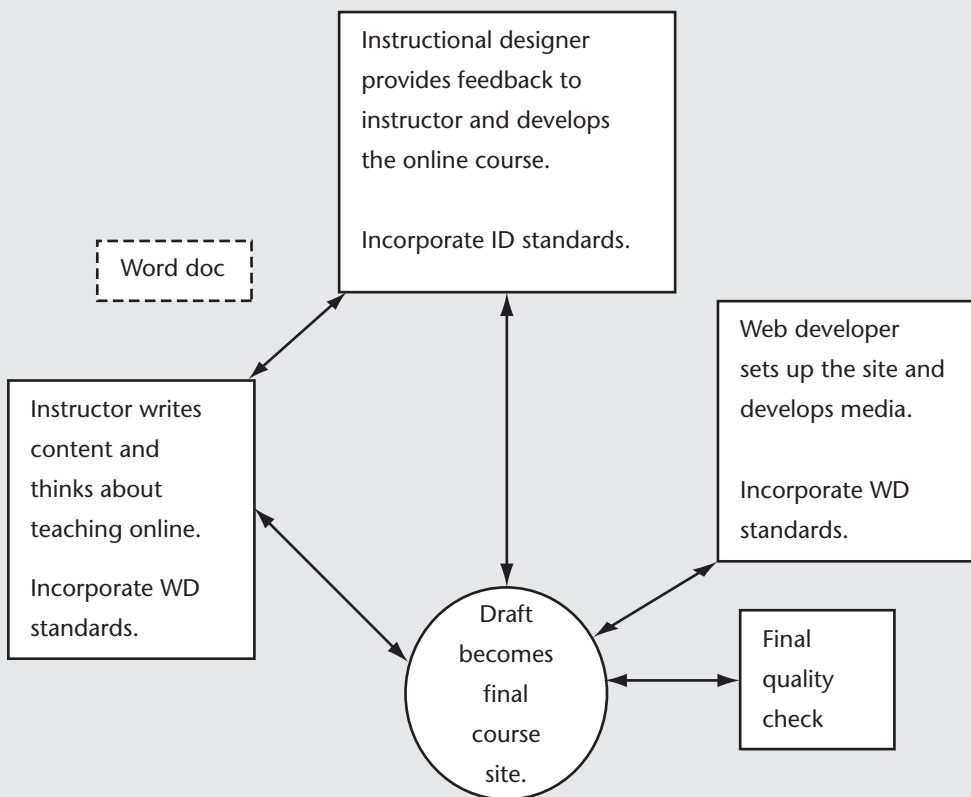 Instructional designer
provides feedback to
instructor and develops
the online course.
Incorporate ID standards.
Word doc
Web developer
sets up the site and
develops media.
Incorporate WD
standards.
Instructor writes
content and
thinks about
teaching online.
Incorporate WD
standards.
Draft
becomes
final
course
site.
Final
quality
check